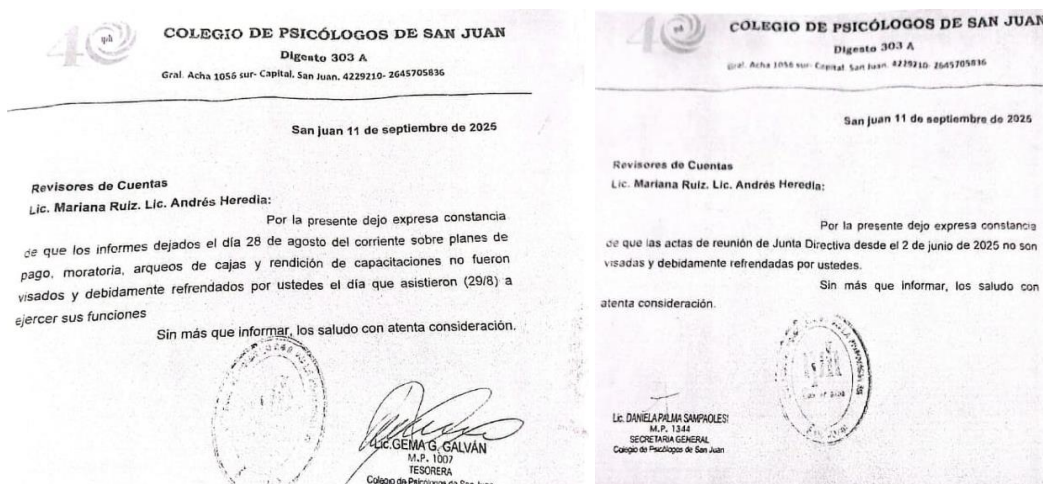 COLEGIO DE PSICÓLOGOS DE SAN JUAN
Digesto 303 A
Gral. Acha 1056 sur- Capital, San Juan, 4229210- 2645705836
San juan 11 de septiembre de 2025
Revisores de Cuentas
Lic. Mariana Ruiz. Lic. Andrés Heredia:
Por la presente dejo expresa constancia
de que los informes dejados el día 28 de agosto del corriente sobre planes de
pago, moratoria, arqueos de cajas y rendición de capacitaciones no fueron
visados y debidamente refrendados por ustedes el día que asistieron (29/8) a
ejercer sus funciones
Sin más que informar, los saludo con atenta consideración.
Lic. GEMA G. GALVÁN
M.P. 1007
TESORERA
Colegio de Psicólogos de San Juan
COLEGIO DE PSICÓLOGOS DE SAN JUAN
Digesto 303 A
Gral. Acha 1056 sur- Capital, San Juan, 4229210- 2645705836
San juan 11 de septiembre de 2025
Revisores de Cuentas
Lic. Mariana Ruiz. Lic. Andrés Heredia:
Por la presente dejo expresa constancia
de que las actas de reunión de Junta Directiva desde el 2 de junio de 2025 no son
visadas y debidamente refrendadas por ustedes.
Sin más que informar, los saludo con
atenta consideración.
Lic. DANIELA PALMA SAMPAOLESI
M.P. 1344
SECRETARIA GENERAL
Colegio de Psicólogos de San Juan